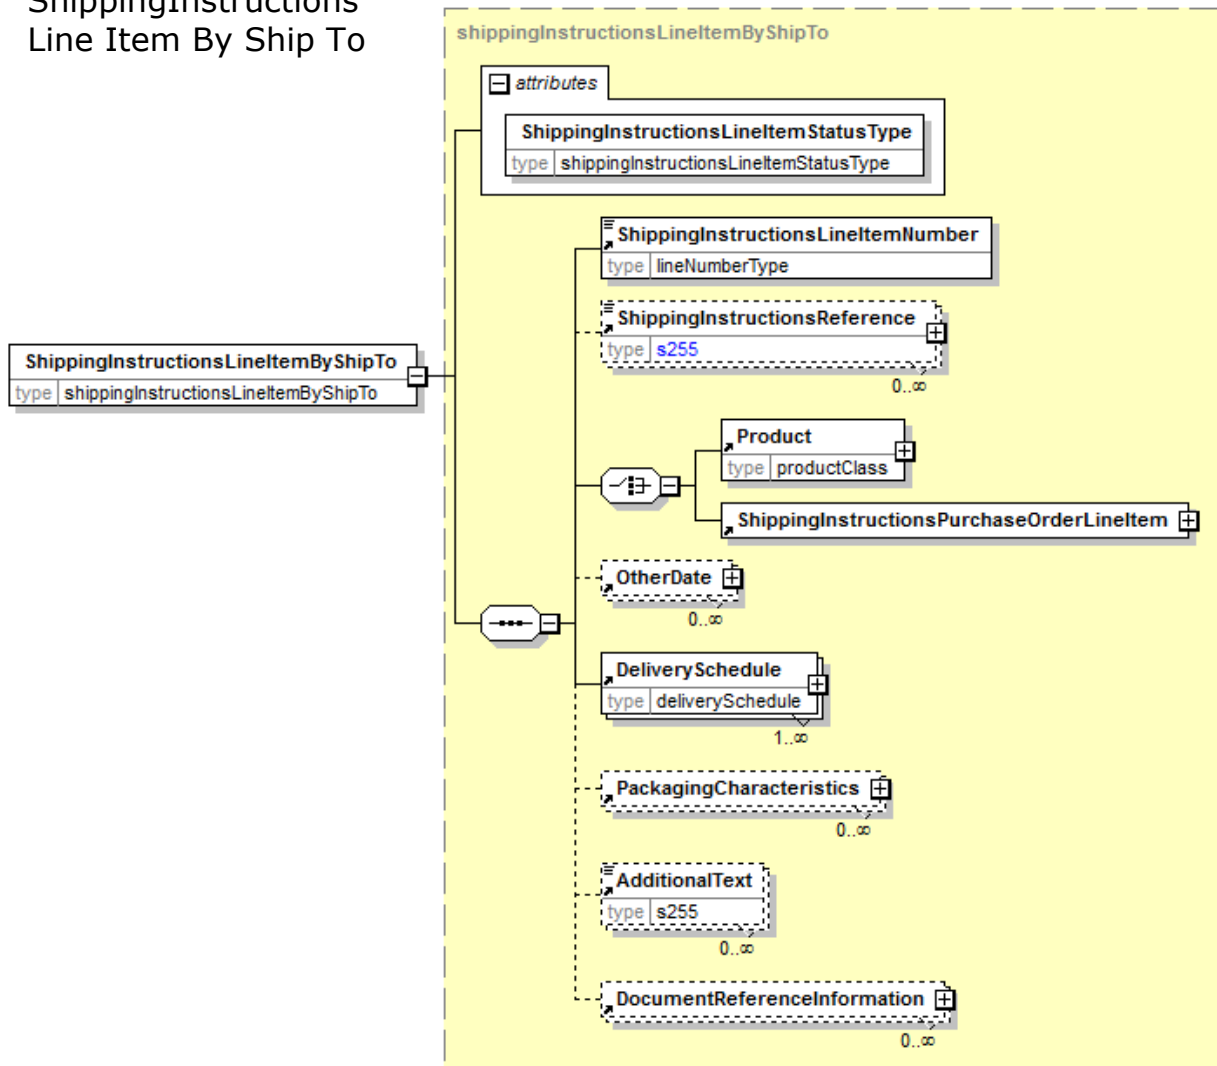 ShippingInstructions
Line Item By Ship To
shippingInstructionsLineItemByShipTo
attributes
ShippingInstructionsLineItemStatusType
type shippingInstructionsLineItemStatusType
ShippingInstructionsLineItemNumber
type lineNumberType
ShippingInstructionsReference
type s255
0..∞
ShippingInstructionsLineItemByShipTo
type shippingInstructionsLineItemByShipTo
Product
type productClass
ShippingInstructionsPurchaseOrderLineItem
OtherDate
0..∞
DeliverySchedule
type deliverySchedule
1..∞
PackagingCharacteristics
0..∞
AdditionalText
type s255
0..∞
DocumentReferenceInformation
0..∞